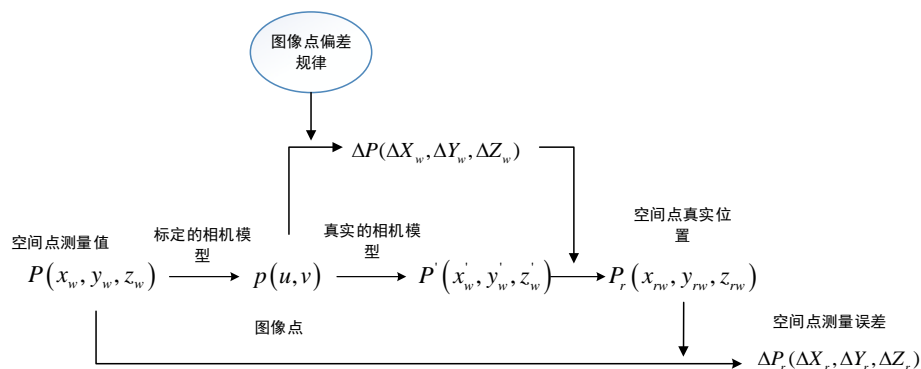 图像点偏差
规律
ΔP(ΔX_w, ΔY_w, ΔZ_w)
空间点真实位
置
标定的相机模
型
真实的相机模
型
空间点测量值
P(x_w, y_w, z_w)
p(u, v)
P'(x'_w, y'_w, z'_w)
P_r(x_rw, y_rw, z_rw)
图像点
空间点测量误差
ΔP_r(ΔX_r, ΔY_r, ΔZ_r)